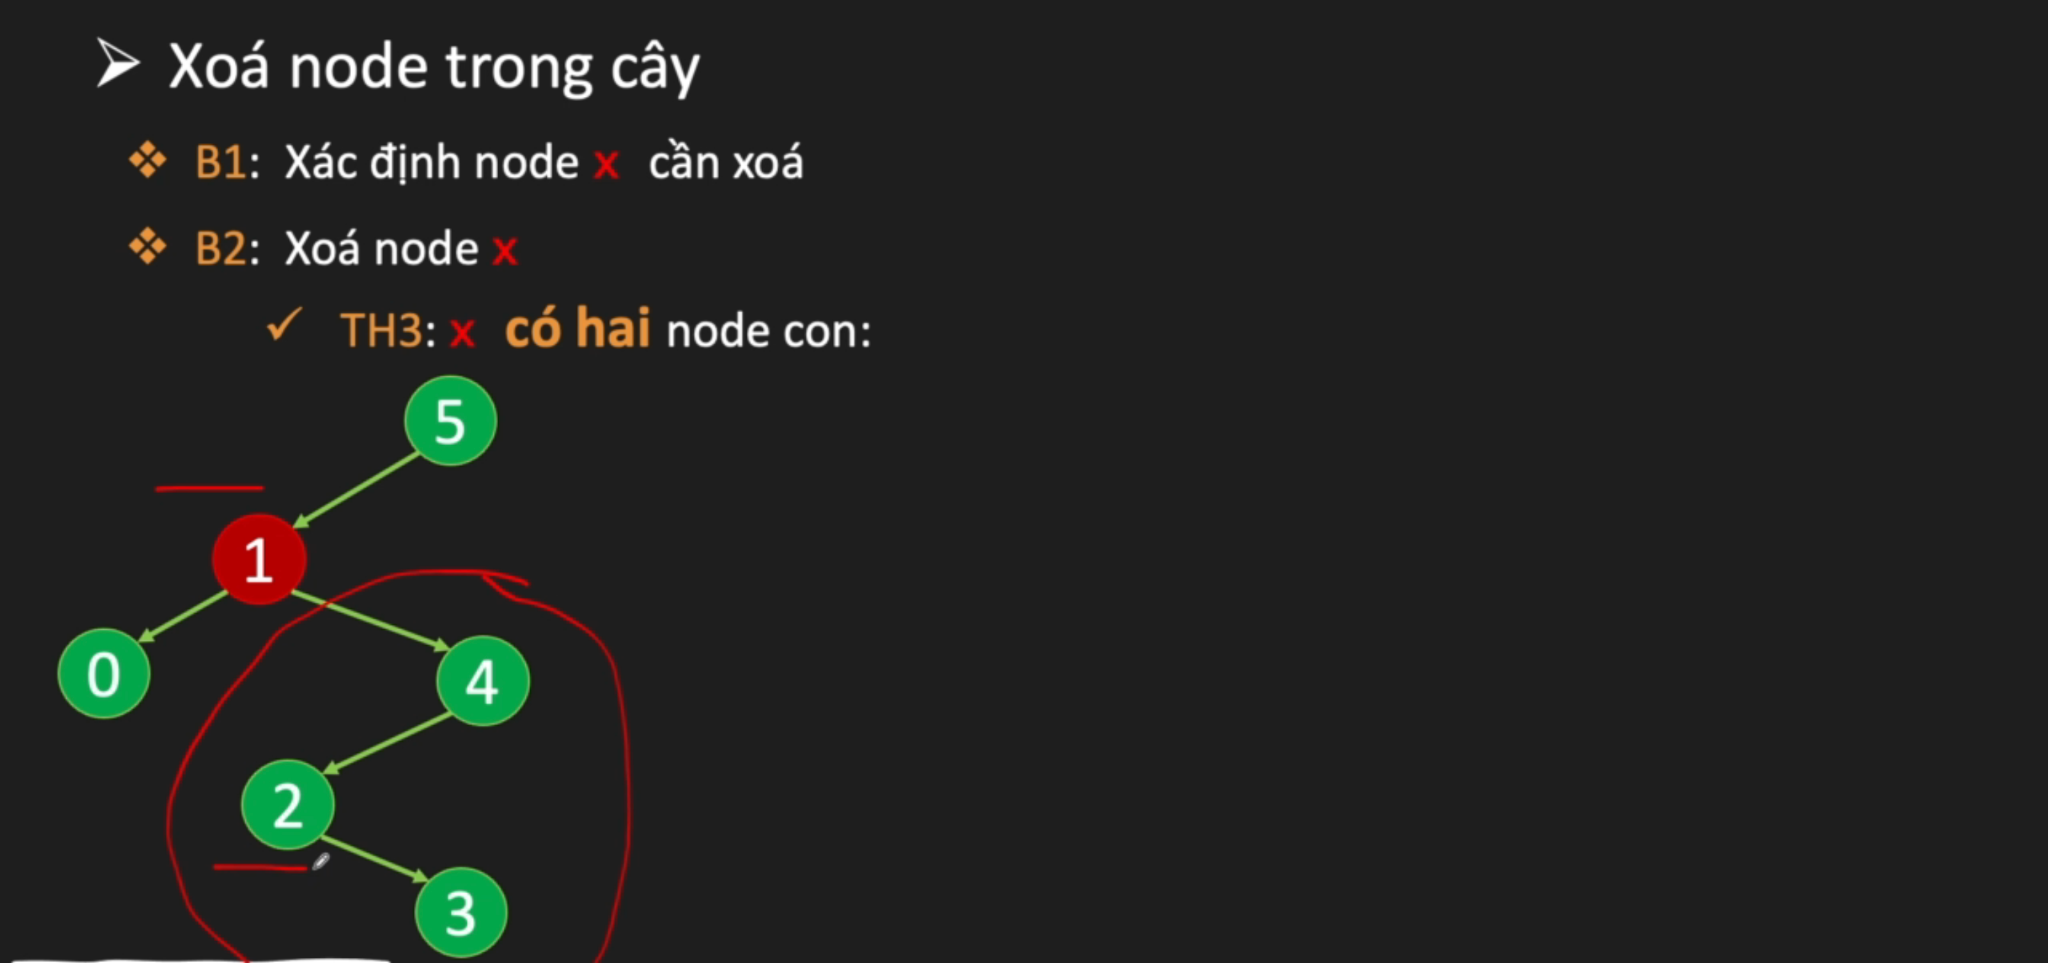 Xoá node trong cây
B1: Xác định node x cần xoá
B2: Xoá node x
TH3: x có hai node con:
5
1
0
4
2
3